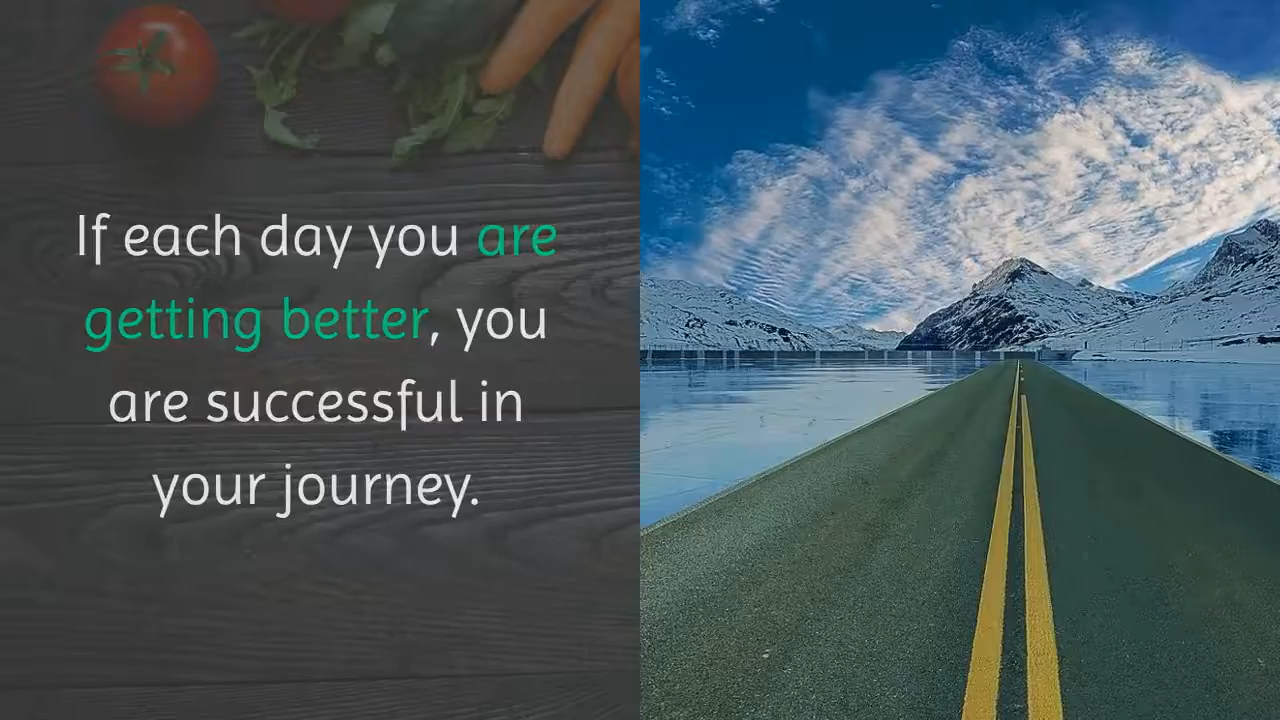 If each day you are
getting better, you
are successful in
your journey.